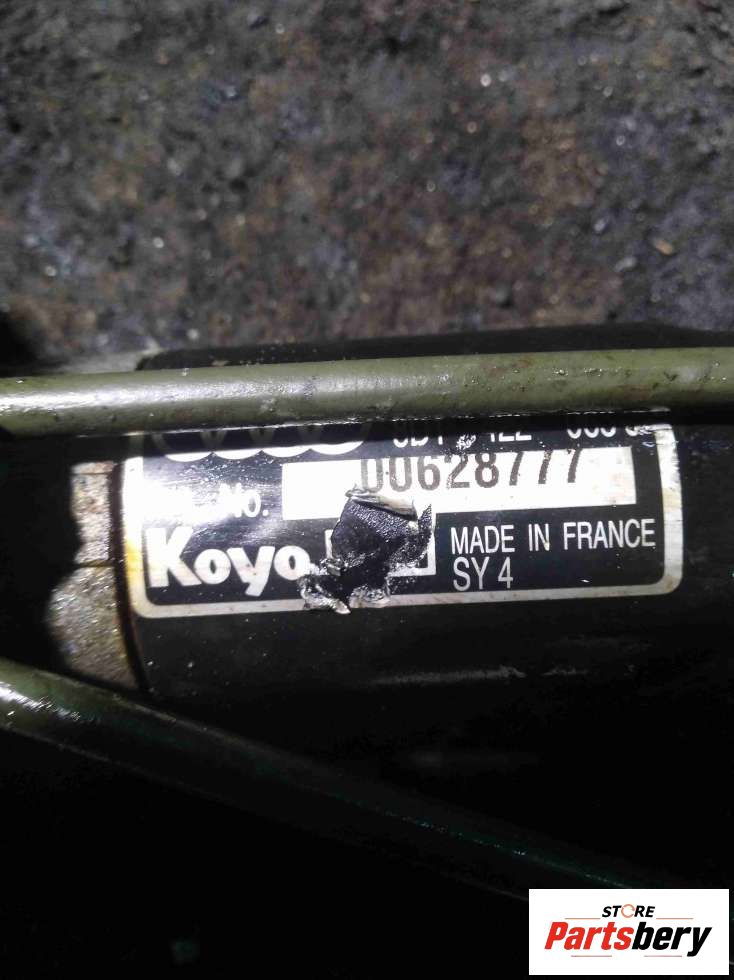 No.
00628777
Koyo
MADE IN FRANCE
SY 4
STORE
Partsbery